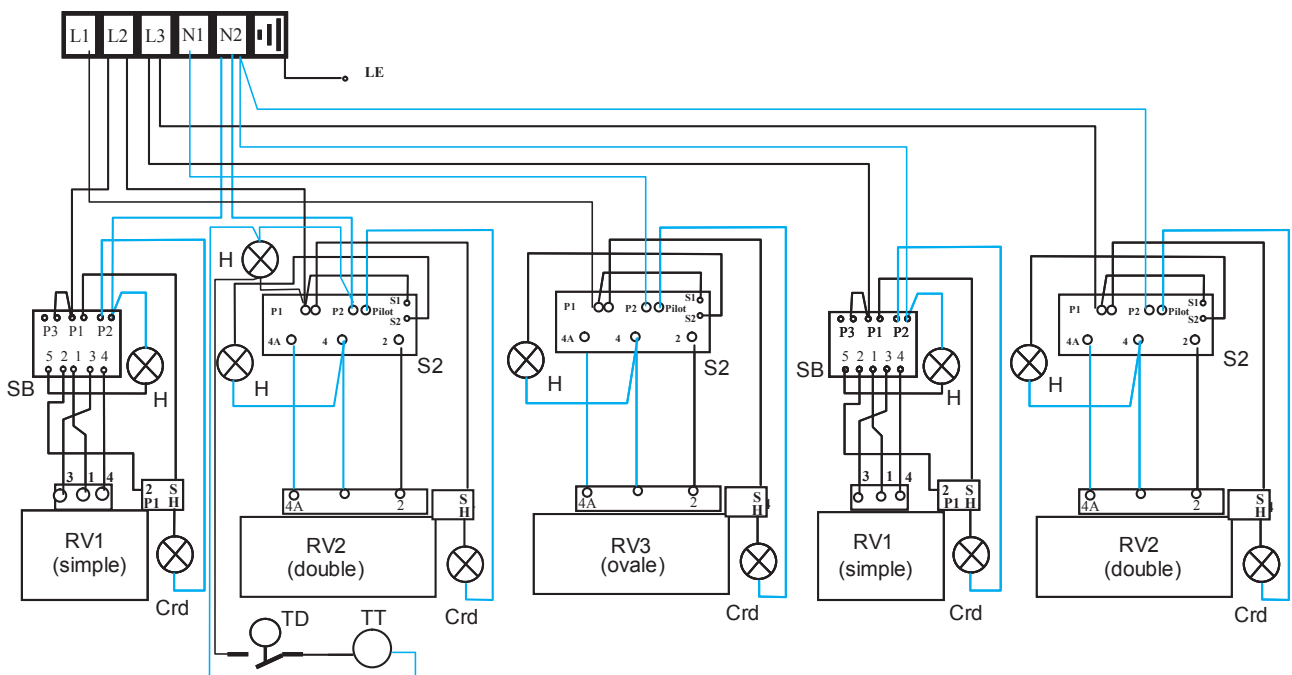 L1 L2 L3 N1 N2
LE
H
P1 P2 Pilot S1
S2
4A 4 2
S2
H
P1 P2 Pilot S1
S2
4A 4 2
S2
H
P1 P2 Pilot S1
S2
4A 4 2
S2
H
P3 P1 P2
5 2 1 3 4
SB
H
P3 P1 P2
5 2 1 3 4
SB
H
3 1 4
2 S
P1 H
4A 2
S
H
4A 2
S
H
3 1 4
2 S
P1 H
4A 2
S
H
RV1
(simple)
RV2
(double)
RV3
(ovale)
RV1
(simple)
RV2
(double)
Crd
Crd
Crd
Crd
Crd
TD
TT